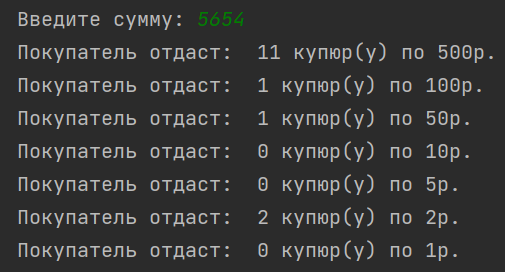 Введите сумму: 5654
Покупатель отдаст:  11 купюр(у) по 500р.
Покупатель отдаст:  1 купюр(у) по 100р.
Покупатель отдаст:  1 купюр(у) по 50р.
Покупатель отдаст:  0 купюр(у) по 10р.
Покупатель отдаст:  0 купюр(у) по 5р.
Покупатель отдаст:  2 купюр(у) по 2р.
Покупатель отдаст:  0 купюр(у) по 1р.